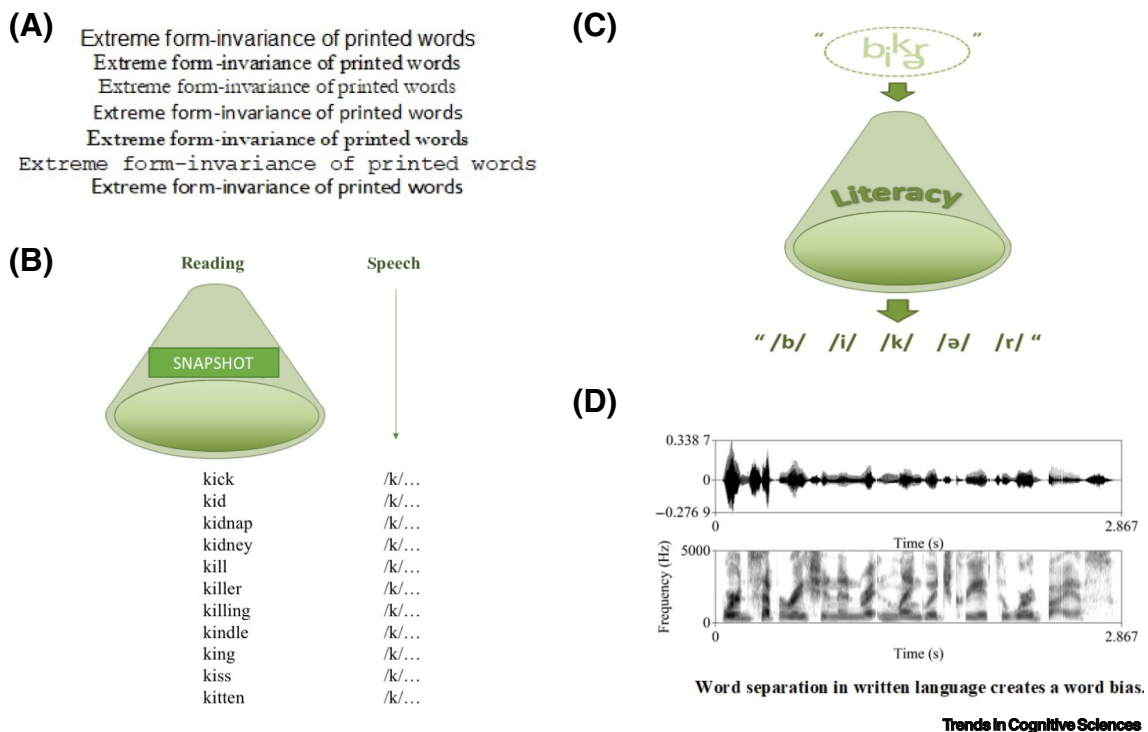 (A)
Extreme form-invariance of printed words
Extreme form-invariance of printed words
Extreme form-invariance of printed words
Extreme form-invariance of printed words
Extreme form-invariance of printed words
Extreme form-invariance of printed words
Extreme form-invariance of printed words
(B)
Reading Speech
SNAPSHOT
kick /k/...
kid /k/...
kidnap /k/...
kidney /k/...
kill /k/...
killer /k/...
killing /k/...
kindle /k/...
king /k/...
kiss /k/...
kitten /k/...
(C)
“ bikər ”
Literacy
“ /b/ /i/ /k/ /ə/ /r/ “
(D)
0.338 7
0
−0.276 9
0 2.867
Time (s)
5000
Frequency (Hz)
0
0 2.867
Time (s)
Word separation in written language creates a word bias.
Trends in Cognitive Sciences